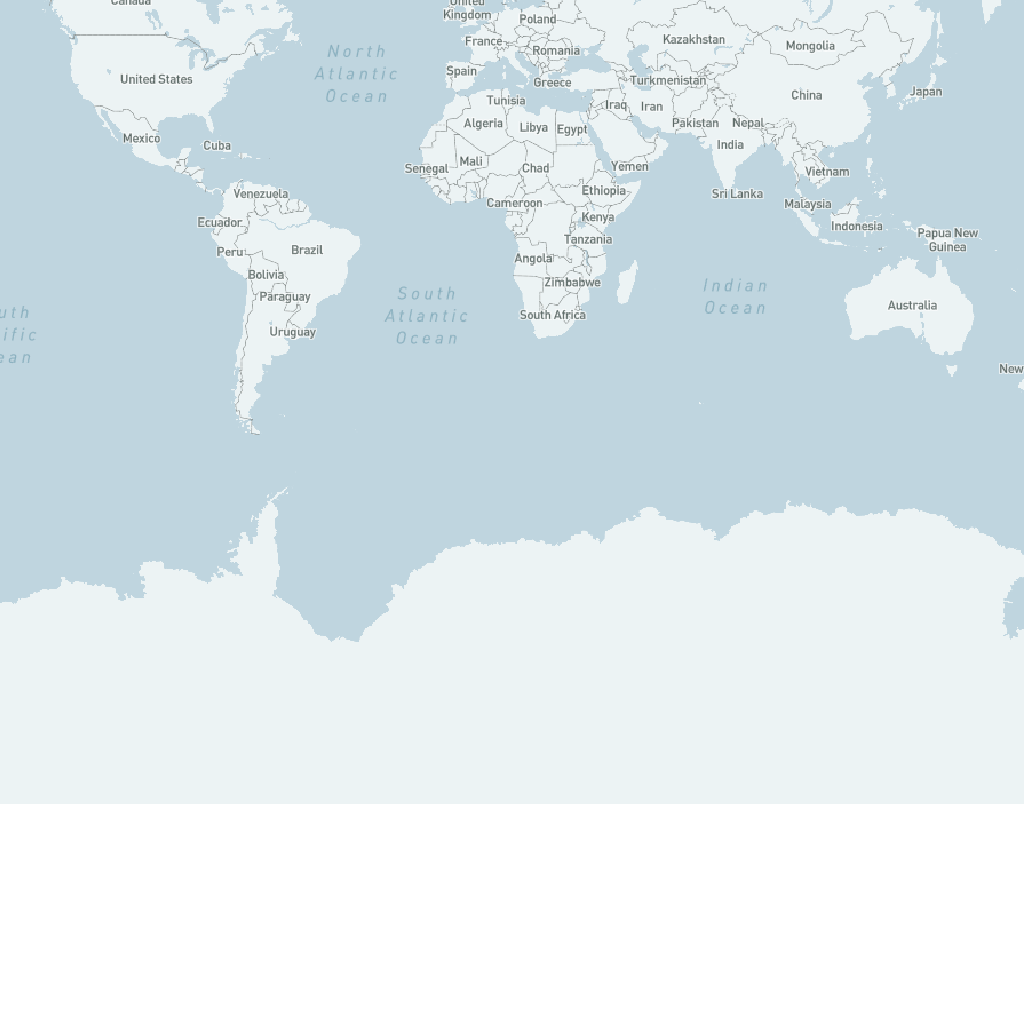 Canada
United
Kingdom
Poland
North
Atlantic
Ocean
France
Romania
Kazakhstan
Mongolia
United States
Spain
Greece
Turkmenistan
China
Japan
Tunisia
Iraq
Iran
Mexico
Cuba
Algeria
Libya
Egypt
Pakistan
Nepal
India
Senegal
Mali
Chad
Yemen
Vietnam
Venezuela
Cameroon
Ethiopia
Sri Lanka
Malaysia
Ecuador
Kenya
Indonesia
Papua New
Guinea
Peru
Brazil
Tanzania
Bolivia
Angola
Zimbabwe
Paraguay
South
Atlantic
Ocean
Indian
Ocean
Australia
uth
ific
ean
Uruguay
South Africa
New